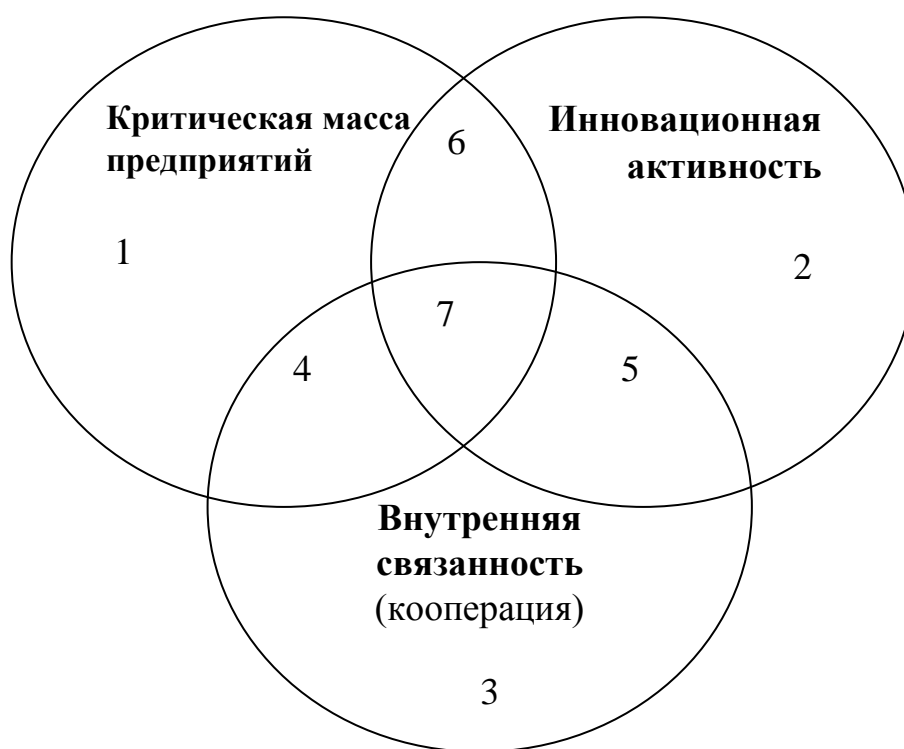 Критическая масса
предприятий
Инновационная
активность
6
1
2
7
4
5
Внутренняя
связанность
(кооперация)
3